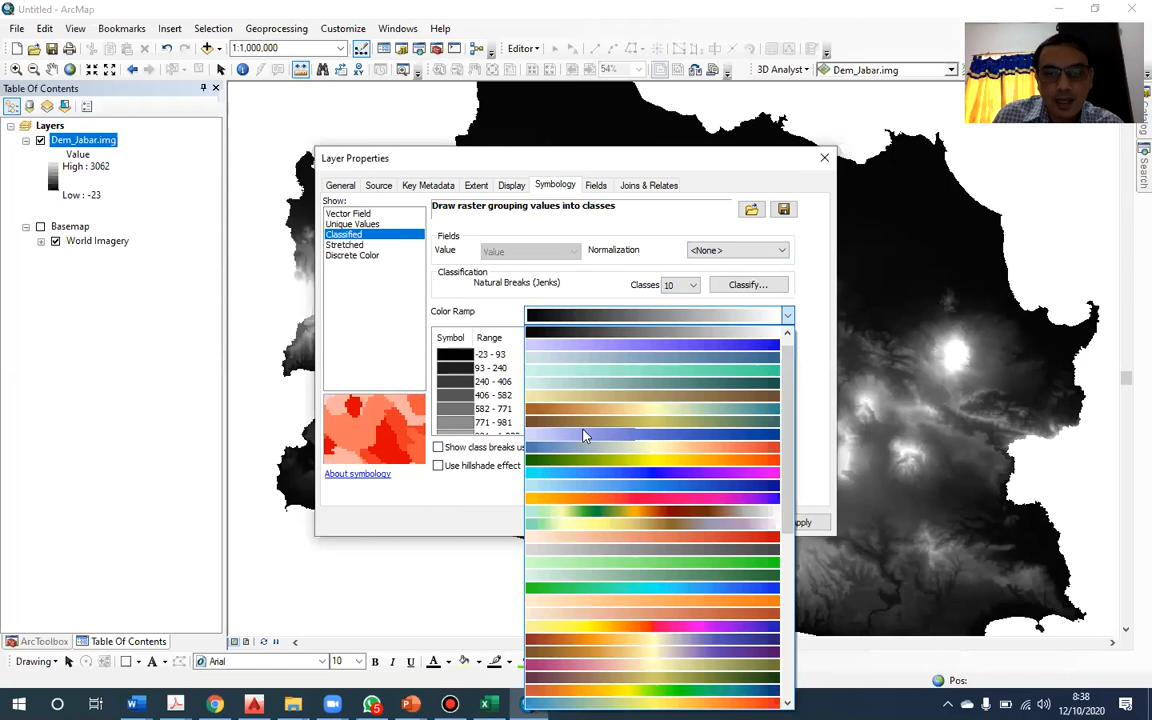 Untitled - ArcMap
File Edit View Bookmarks Insert Selection Geoprocessing Customize Windows Help
1:1,000,000 Editor
54% 3D Analyst Dem_Jabar.img
Table Of Contents
Layers
Dem_Jabar.img
Value
High : 3062
Low : -23
Basemap
World Imagery
Layer Properties
General Source Key Metadata Extent Display Symbology Fields Joins & Relates
Show:
Vector Field
Unique Values
Classified
Stretched
Discrete Color
About symbology
Draw raster grouping values into classes
Fields
Value Value Normalization <None>
Classification
Natural Breaks (Jenks) Classes 10 Classify...
Color Ramp
Symbol Range
-23 - 93
93 - 240
240 - 406
406 - 582
582 - 771
771 - 981
Show class breaks us
Use hillshade effect
pply
Catalog
Search
ArcToolbox Table Of Contents
Drawing Arial 10 B I U A
Pos:
8:38
12/10/2020